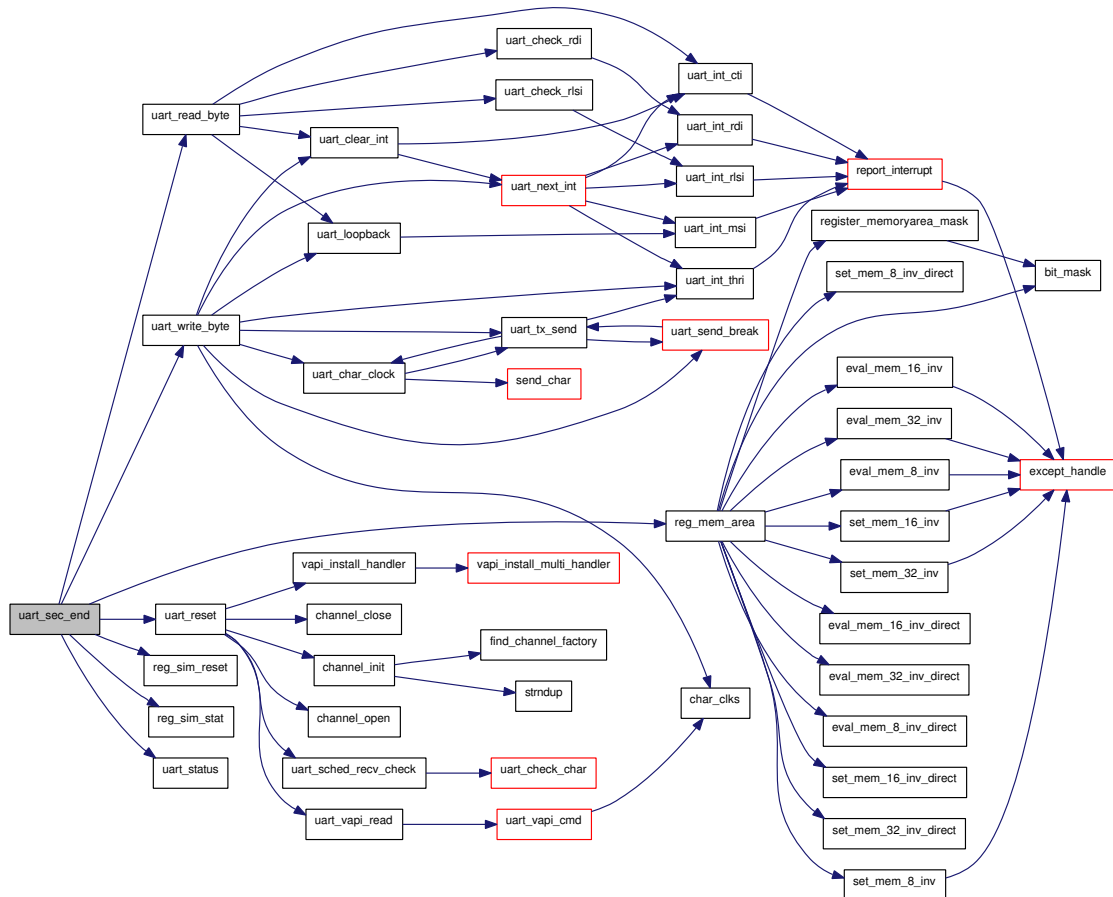 uart_check_rdi
uart_int_cti
uart_check_rlsi
uart_read_byte
uart_int_rdi
uart_clear_int
report_interrupt
uart_int_rlsi
uart_next_int
register_memoryarea_mask
uart_int_msi
uart_loopback
set_mem_8_inv_direct
bit_mask
uart_int_thri
uart_write_byte
uart_tx_send
uart_send_break
uart_char_clock
send_char
eval_mem_16_inv
eval_mem_32_inv
eval_mem_8_inv
except_handle
reg_mem_area
set_mem_16_inv
vapi_install_handler
vapi_install_multi_handler
set_mem_32_inv
uart_sec_end
uart_reset
channel_close
eval_mem_16_inv_direct
find_channel_factory
reg_sim_reset
channel_init
eval_mem_32_inv_direct
strndup
char_clks
reg_sim_stat
channel_open
eval_mem_8_inv_direct
uart_status
uart_sched_recv_check
uart_check_char
set_mem_16_inv_direct
uart_vapi_read
uart_vapi_cmd
set_mem_32_inv_direct
set_mem_8_inv